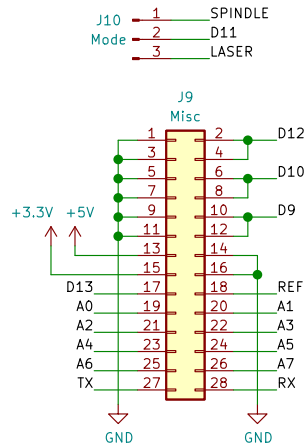 J10 1 SPINDLE
Mode 2 D11
3 LASER
J9
Misc
1 2 D12
3 4
5 6 D10
7 8
+3.3V +5V 9 10 D9
11 12
13 14
15 16
D13 17 18 REF
A0 19 20 A1
A2 21 22 A3
A4 23 24 A5
A6 25 26 A7
TX 27 28 RX
GND GND